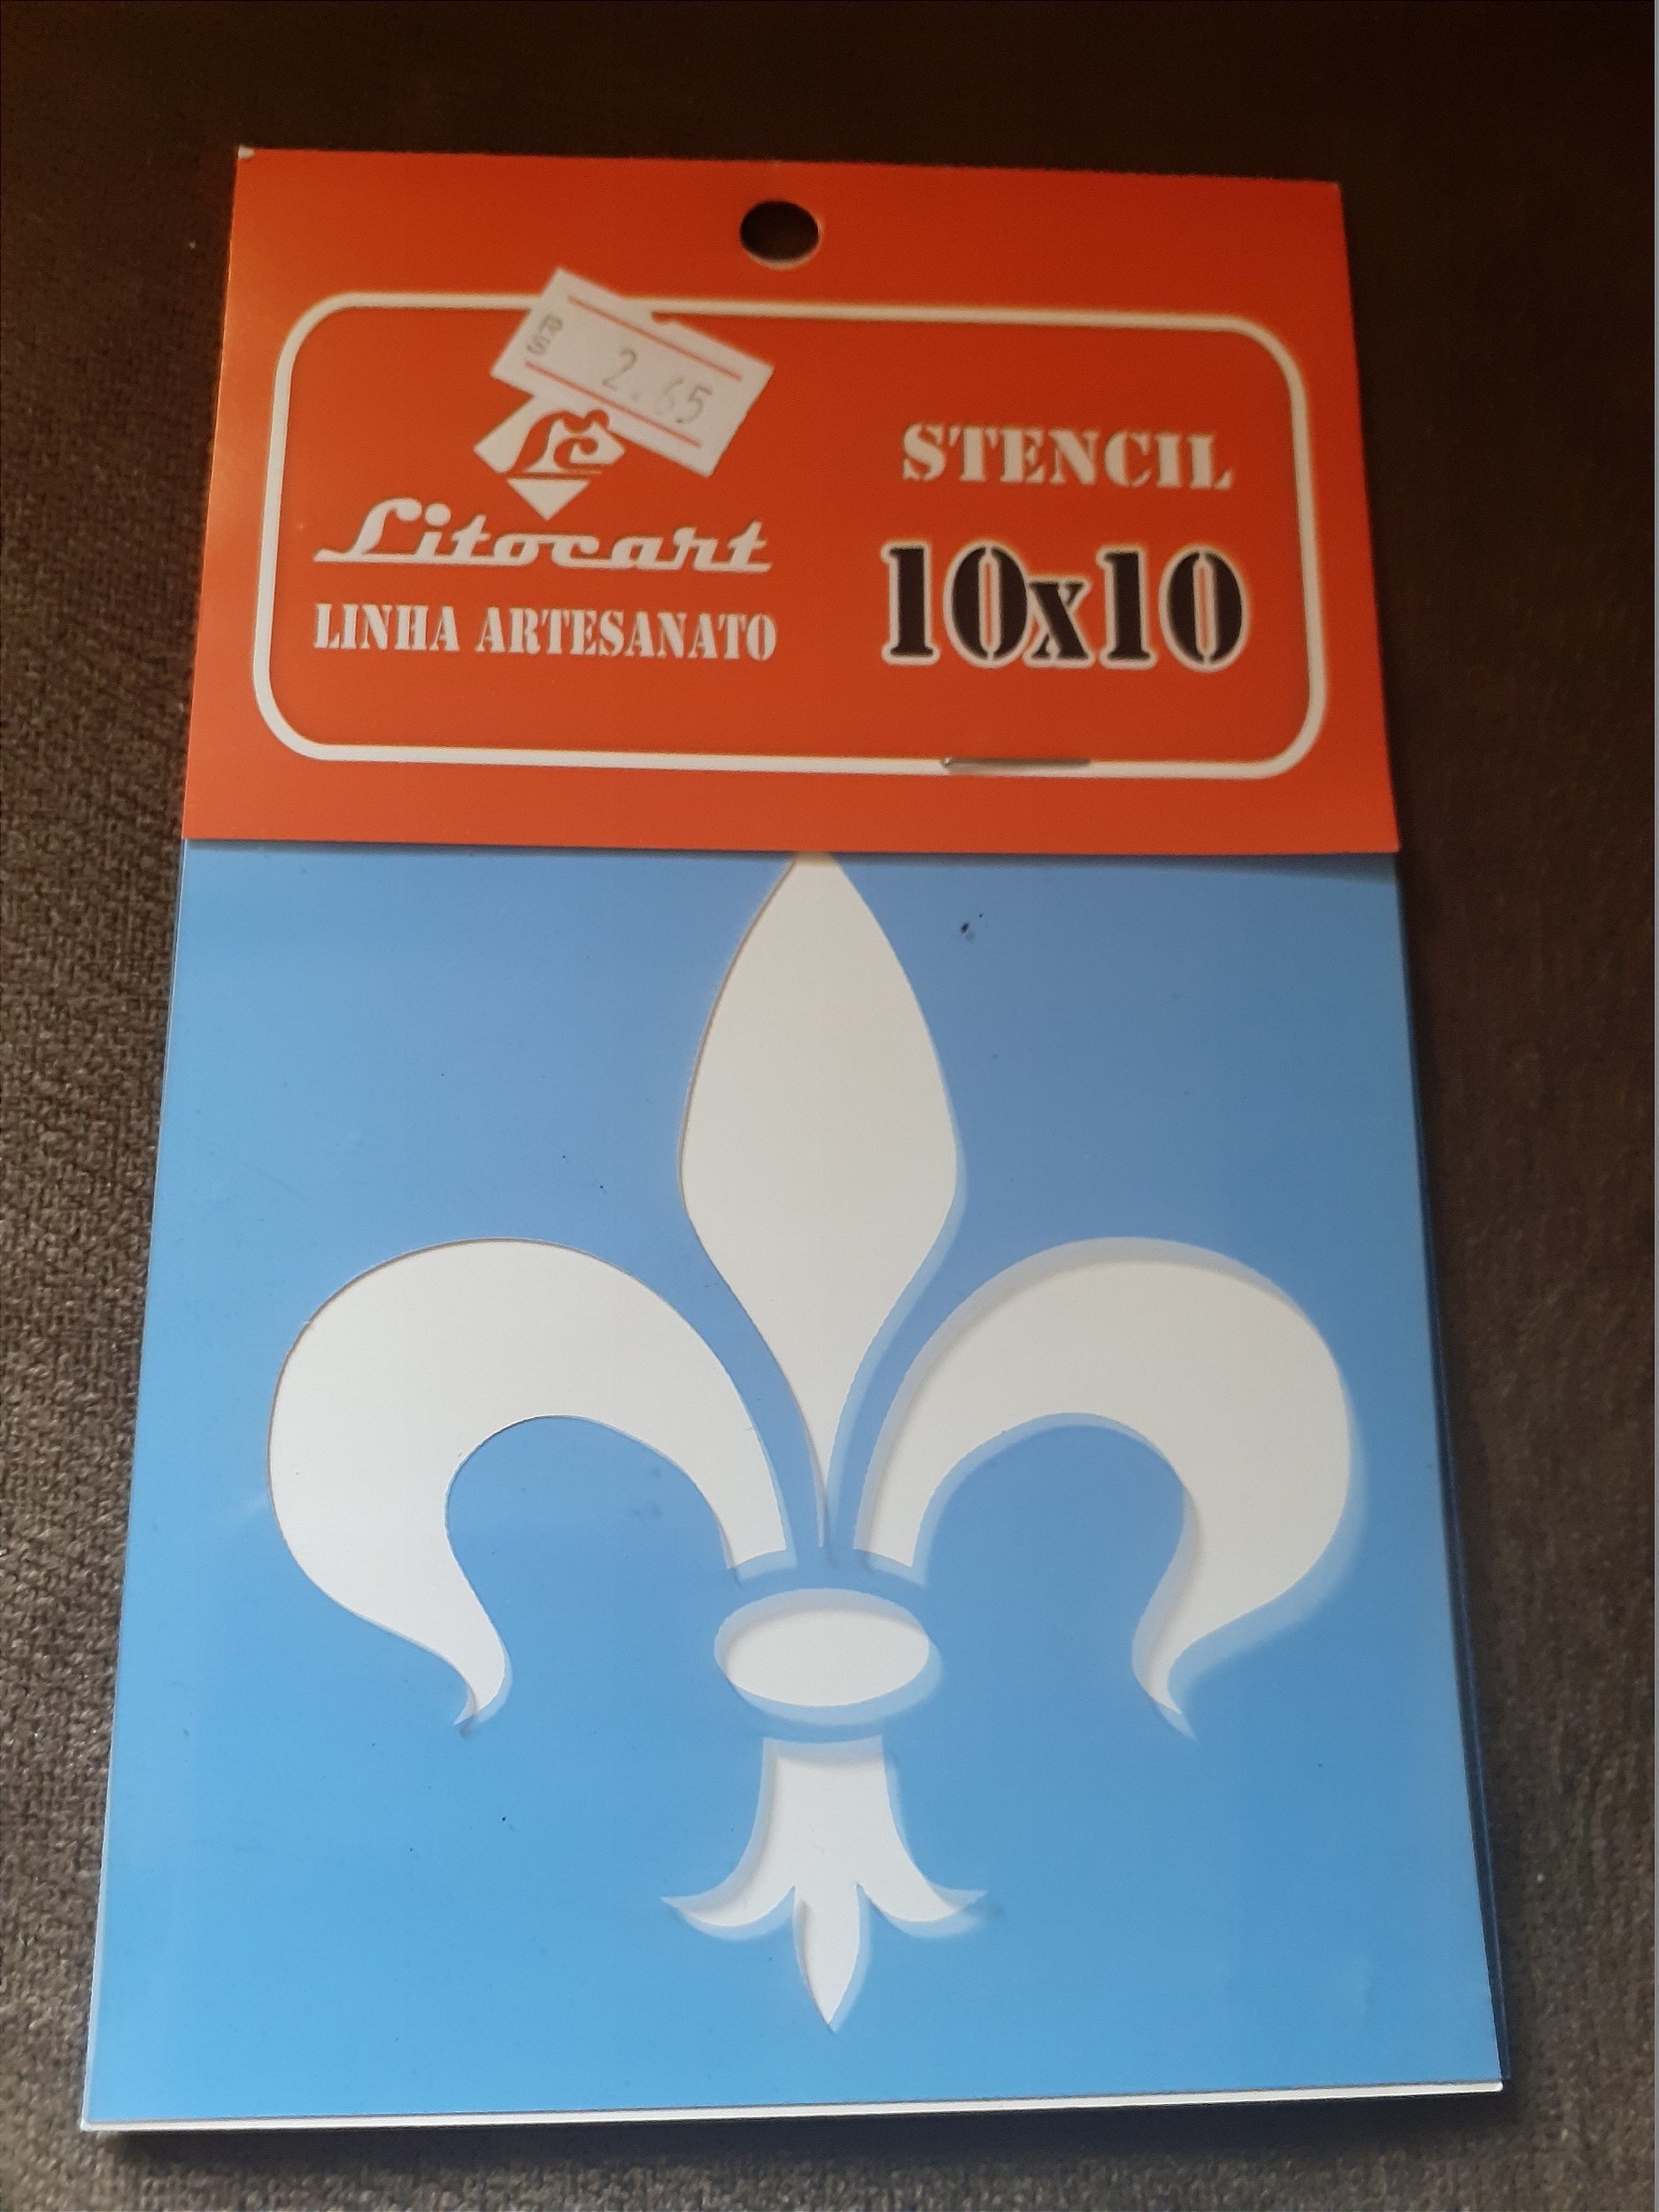 R$ 2.65
Lc
Litocart
LINHA ARTESANATO
STENCIL
10x10